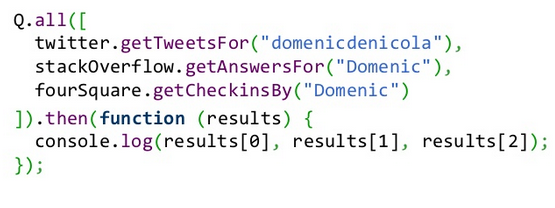 Q.all([
  twitter.getTweetsFor("domenicdenicola"),
  stackOverflow.getAnswersFor("Domenic"),
  fourSquare.getCheckinsBy("Domenic")
]).then(function (results) {
  console.log(results[0], results[1], results[2]);
});